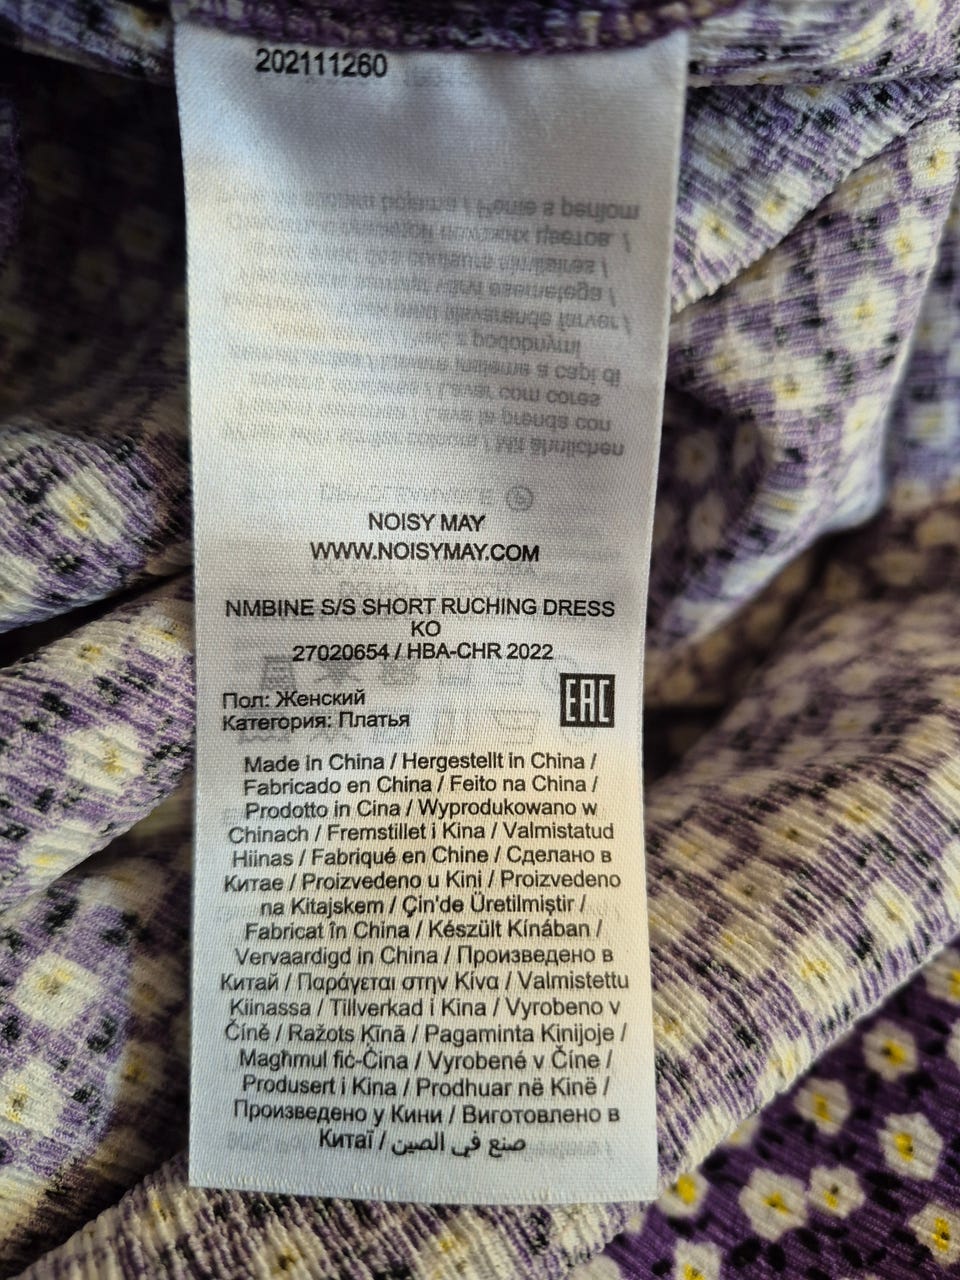 202111260
NOISY MAY
WWW.NOISYMAY.COM
NMBINE S/S SHORT RUCHING DRESS
KO
27020654 / HBA-CHR 2022
Пол: Женский
EAC
Категория: Платья
Made in China / Hergestellt in China /
Fabricado en China / Feito na China /
Prodotto in Cina / Wyprodukowano w
Chinach / Fremstillet i Kina / Valmistatud
Hiinas / Fabriqué en Chine / Сделано в
Китае / Proizvedeno u Kini / Proizvedeno
na Kitajskem / Çin'de Üretilmiştir /
Fabricat în China / Készült Kínában /
Vervaardigd in China / Произведено в
Китай / Παράγεται στην Κίνα / Valmistettu
Kiinassa / Tillverkad i Kina / Vyrobeno v
Číně / Ražots Ķīnā / Pagaminta Kinijoje /
Magħmul fiċ-Ċina / Vyrobené v Číne /
Produsert i Kina / Prodhuar në Kinë /
Произведено у Кини / Виготовлено в
Китаї / صنع في الصين